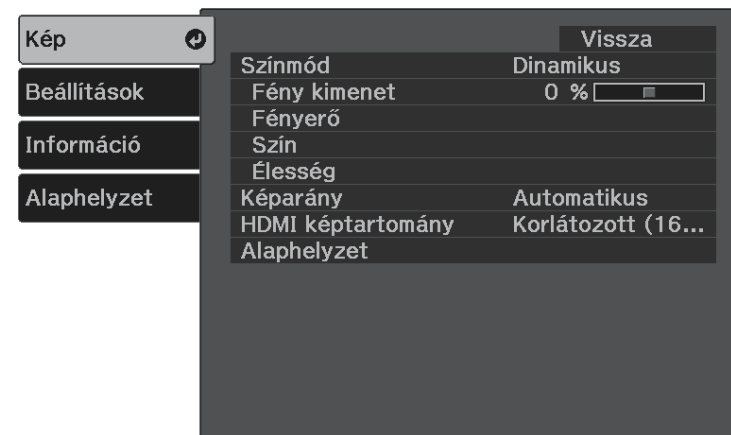 Kép
Beállítások
Információ
Alaphelyzet
Vissza
Színmód Dinamikus
Fény kimenet 0 %
Fényerő
Szín
Élesség
Képarány Automatikus
HDMI képtartomány Korlátozott (16...
Alaphelyzet